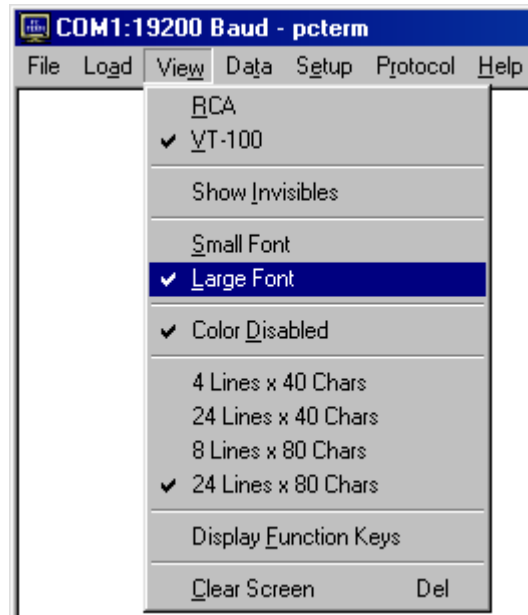 COM1:19200 Baud - pcterm
File Load View Data Setup Protocol Help
RCA
✔ VT-100
Show Invisibles
Small Font
✔ Large Font
✔ Color Disabled
4 Lines x 40 Chars
24 Lines x 40 Chars
8 Lines x 80 Chars
✔ 24 Lines x 80 Chars
Display Function Keys
Clear Screen Del